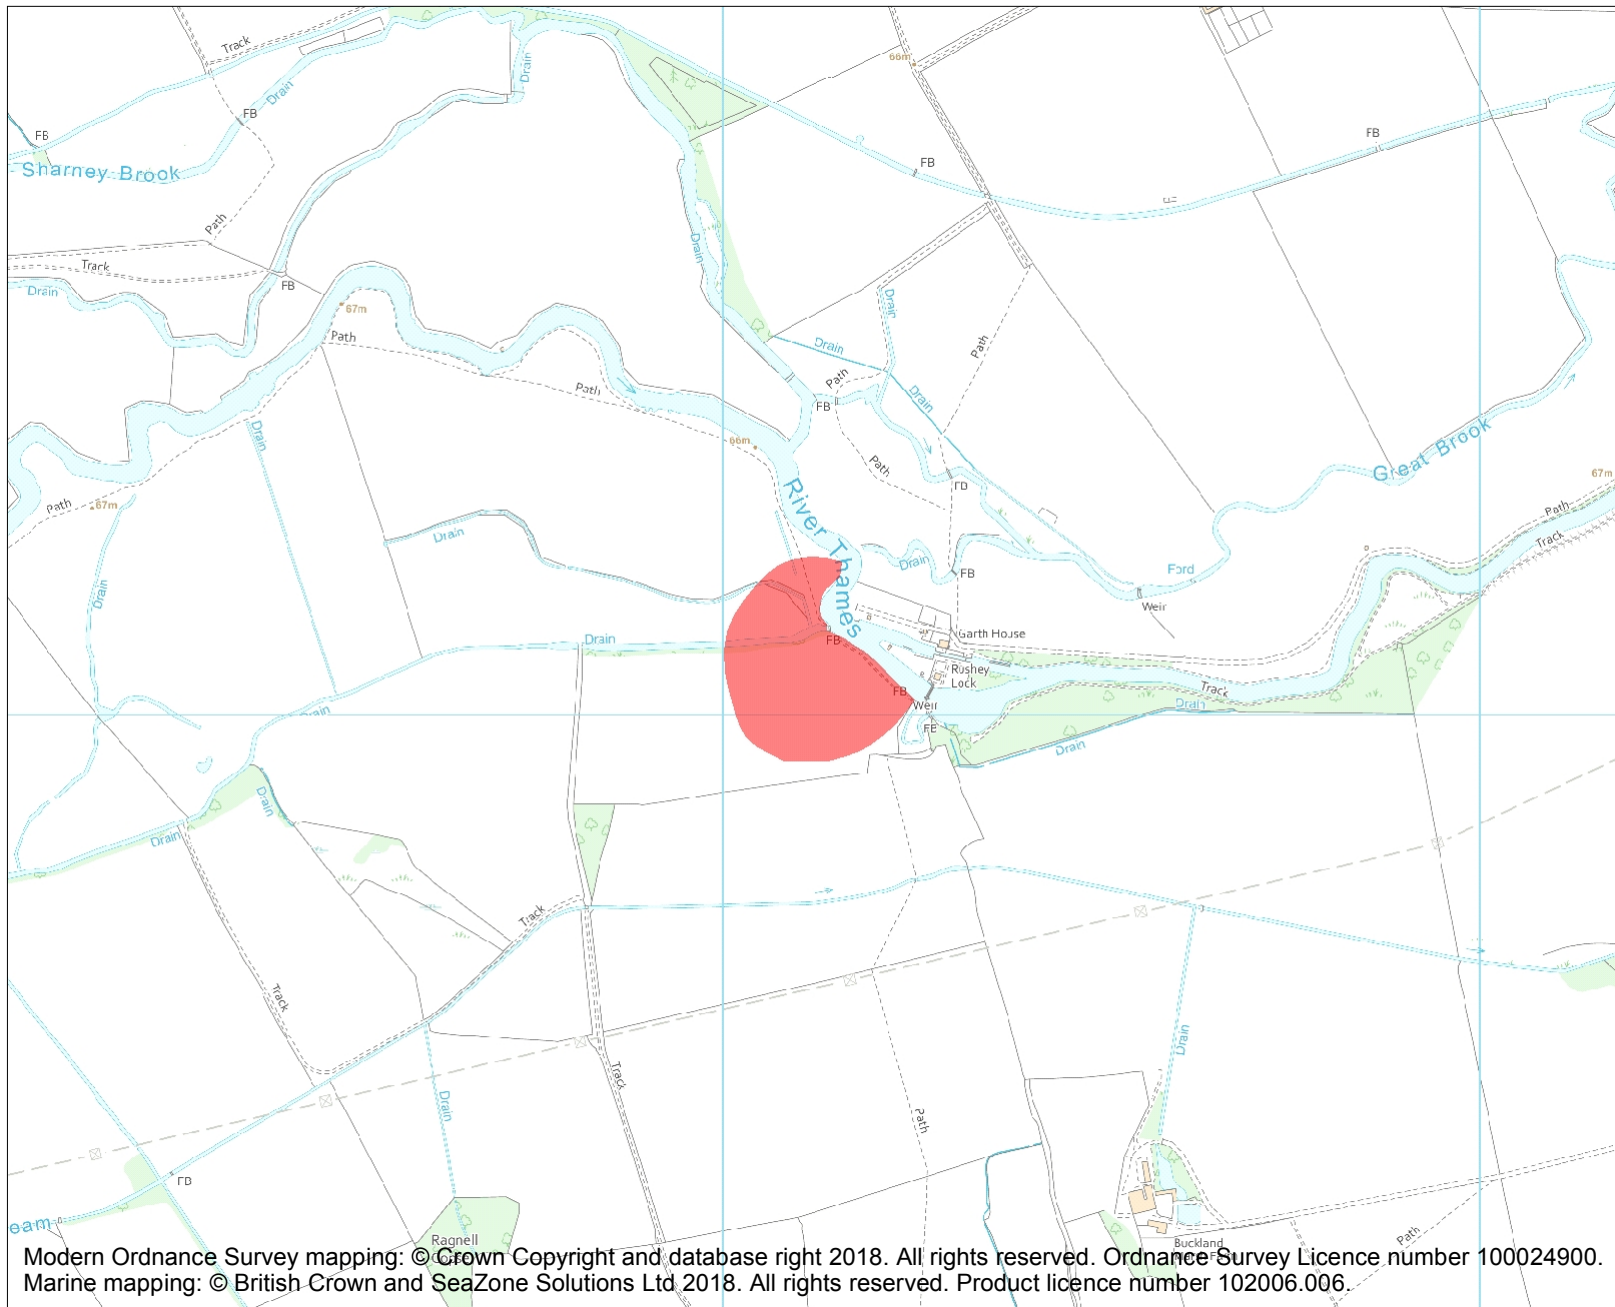 Track
66m
Drain
Drain
FB
FB
FB
FB
Sharney Brook
Path
Track
Drain
Drain
FB
67m
Path
Drain
Path
Drain
Path
Path
FB
Drain
Drain
66m
Great Brook
Path
FB
67m
Path
67m
River Thames
Path
Track
Drain
Drain
FB
Ford
Drain
Weir
Drain
FB
Garth House
Rushey
Lock
FB
Track
Weir
Drain
FB
Drain
Drain
Drain
Drain
Track
Track
Drain
Track
Drain
Path
FB
eam
Ragnell
Buckland
Path
Modern Ordnance Survey mapping: © Crown Copyright and database right 2018. All rights reserved. Ordnance Survey Licence number 100024900.
Marine mapping: © British Crown and SeaZone Solutions Ltd 2018. All rights reserved. Product licence number 102006.006.